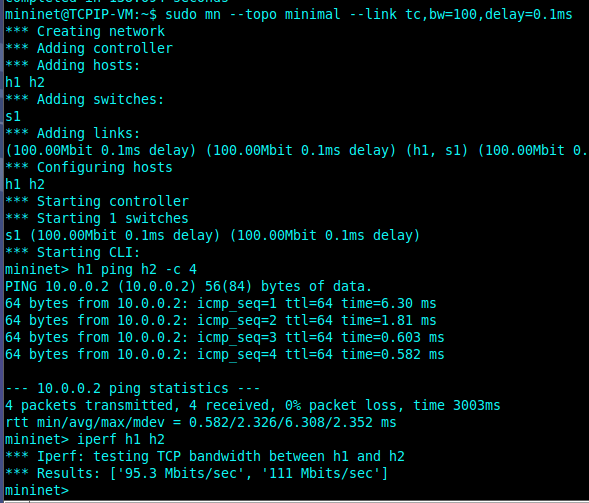 mininet@TCPIP-VM:~$ sudo mn --topo minimal --link tc,bw=100,delay=0.1ms
*** Creating network
*** Adding controller
*** Adding hosts:
h1 h2
*** Adding switches:
s1
*** Adding links:
(100.00Mbit 0.1ms delay) (100.00Mbit 0.1ms delay) (h1, s1) (100.00Mbit 0.
*** Configuring hosts
h1 h2
*** Starting controller
*** Starting 1 switches
s1 (100.00Mbit 0.1ms delay) (100.00Mbit 0.1ms delay)
*** Starting CLI:
mininet> h1 ping h2 -c 4
PING 10.0.0.2 (10.0.0.2) 56(84) bytes of data.
64 bytes from 10.0.0.2: icmp_seq=1 ttl=64 time=6.30 ms
64 bytes from 10.0.0.2: icmp_seq=2 ttl=64 time=1.81 ms
64 bytes from 10.0.0.2: icmp_seq=3 ttl=64 time=0.603 ms
64 bytes from 10.0.0.2: icmp_seq=4 ttl=64 time=0.582 ms
--- 10.0.0.2 ping statistics ---
4 packets transmitted, 4 received, 0% packet loss, time 3003ms
rtt min/avg/max/mdev = 0.582/2.326/6.308/2.352 ms
mininet> iperf h1 h2
*** Iperf: testing TCP bandwidth between h1 and h2
*** Results: ['95.3 Mbits/sec', '111 Mbits/sec']
mininet>